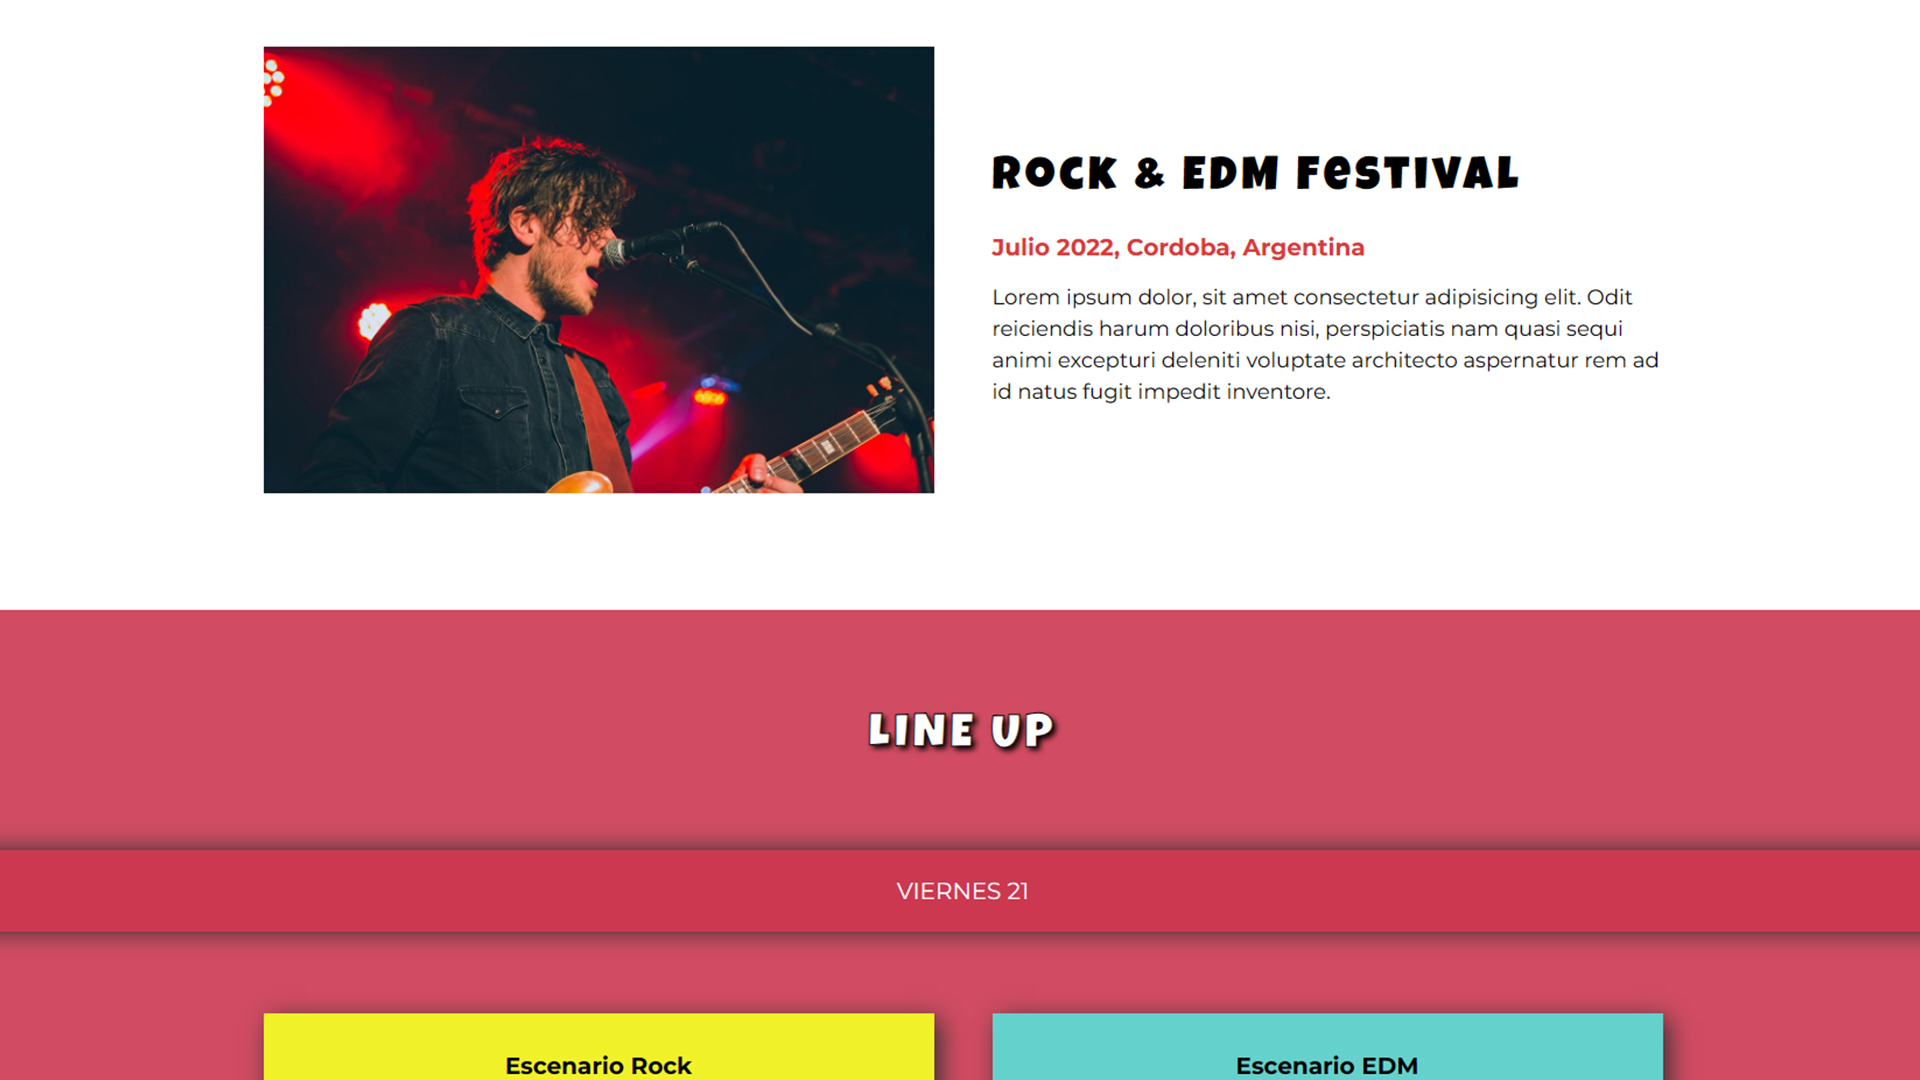 ROCK & EDM FeSTIVAL
Julio 2022, Cordoba, Argentina
Lorem ipsum dolor, sit amet consectetur adipisicing elit. Odit
reiciendis harum doloribus nisi, perspiciatis nam quasi sequi
animi excepturi deleniti voluptate architecto aspernatur rem ad
id natus fugit impedit inventore.
LINE UP
VIERNES 21
Escenario Rock
Escenario EDM